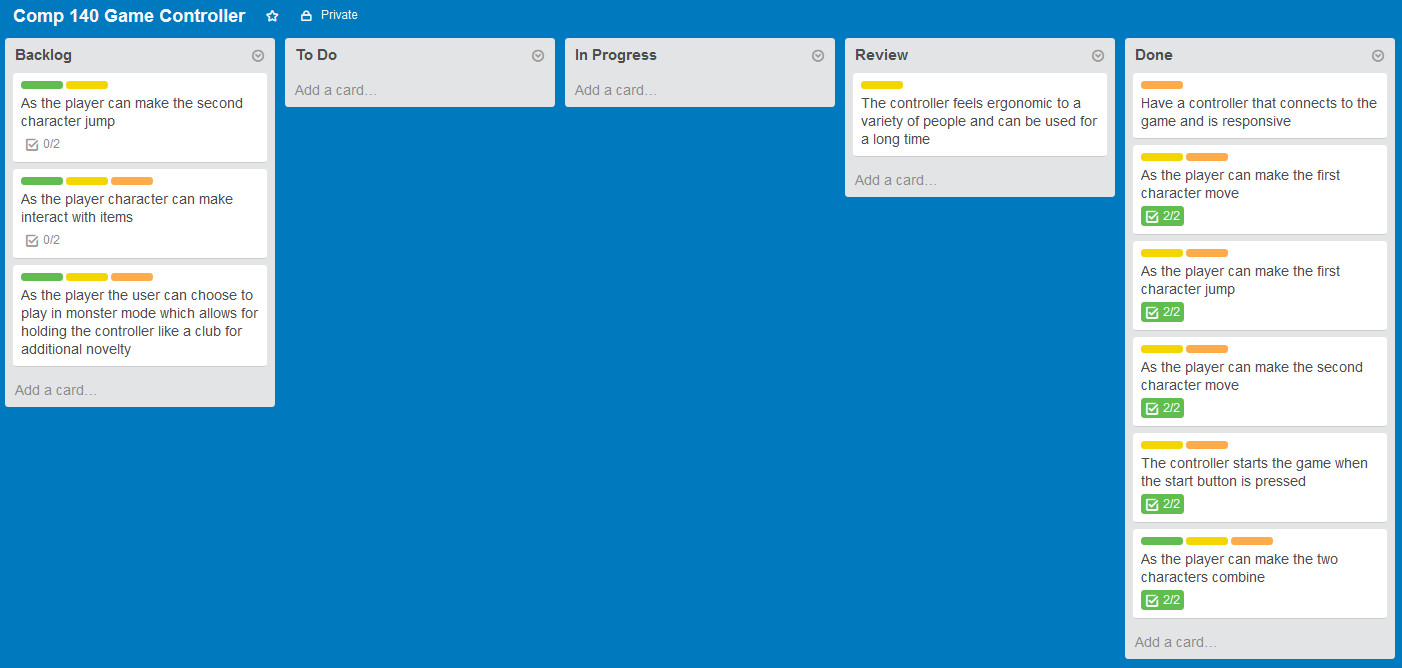 Comp 140 Game Controller
Private
Backlog
As the player can make the second
character jump
0/2
As the player character can make
interact with items
0/2
As the player the user can choose to
play in monster mode which allows for
holding the controller like a club for
additional novelty
Add a card…
To Do
Add a card…
In Progress
Add a card…
Review
The controller feels ergonomic to a
variety of people and can be used for
a long time
Add a card…
Done
Have a controller that connects to the
game and is responsive
As the player can make the first
character move
2/2
As the player can make the first
character jump
2/2
As the player can make the second
character move
2/2
The controller starts the game when
the start button is pressed
2/2
As the player can make the two
characters combine
2/2
Add a card…